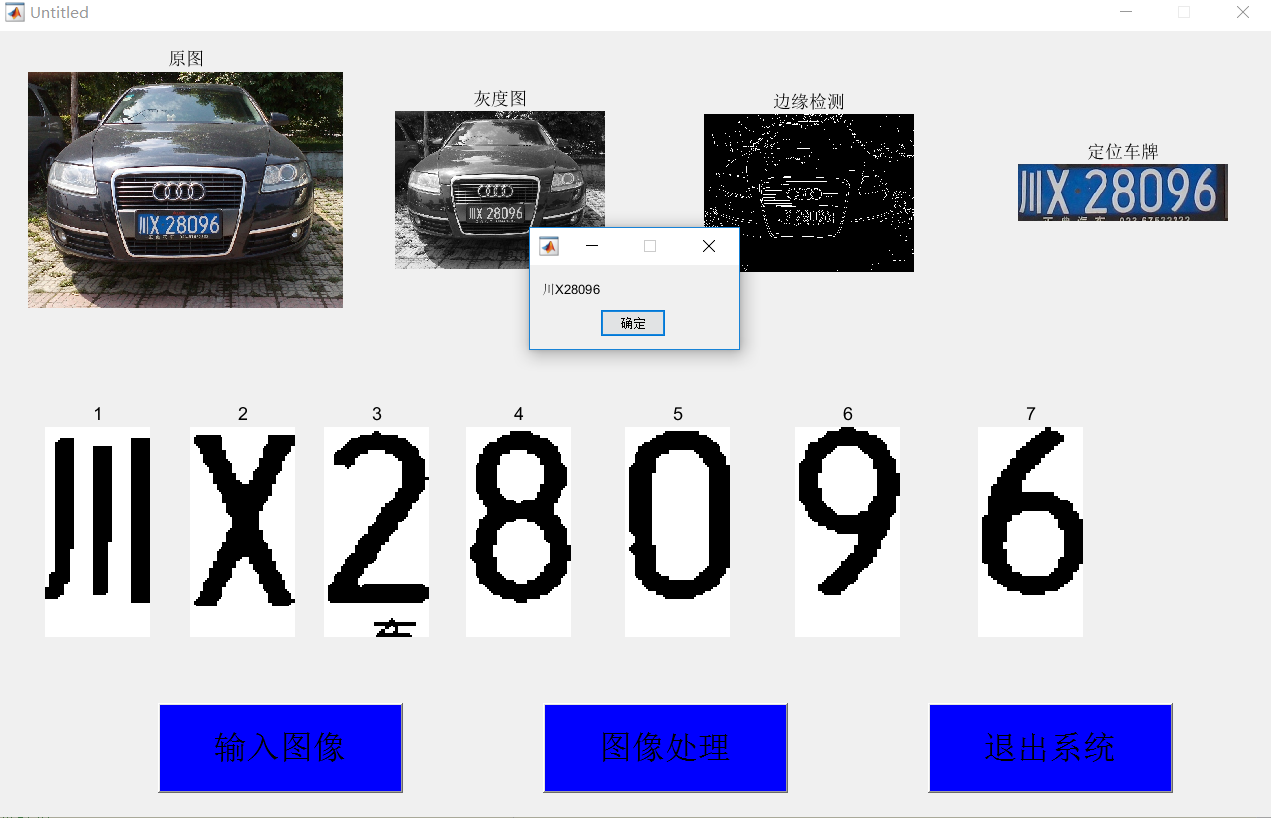 Untitled
原图
灰度图
边缘检测
定位车牌
川X 28096
川X 28096
川X 28096
川X28096
确定
1 2 3 4 5 6 7
川 X 2 8 0 9 6
输入图像
图像处理
退出系统